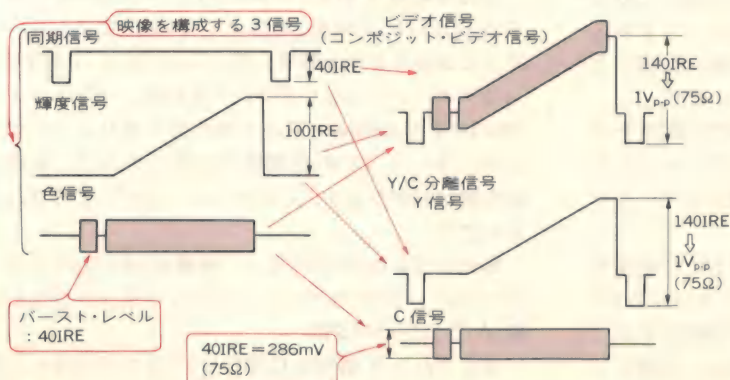 映像を構成する3信号
同期信号
40IRE
輝度信号
100IRE
色信号
バースト・レベル
:40IRE
ビデオ信号
(コンポジット・ビデオ信号)
140IRE
⇩
1Vp-p(75Ω)
Y/C分離信号
Y信号
140IRE
⇩
1Vp-p
(75Ω)
C信号
40IRE=286mV
(75Ω)